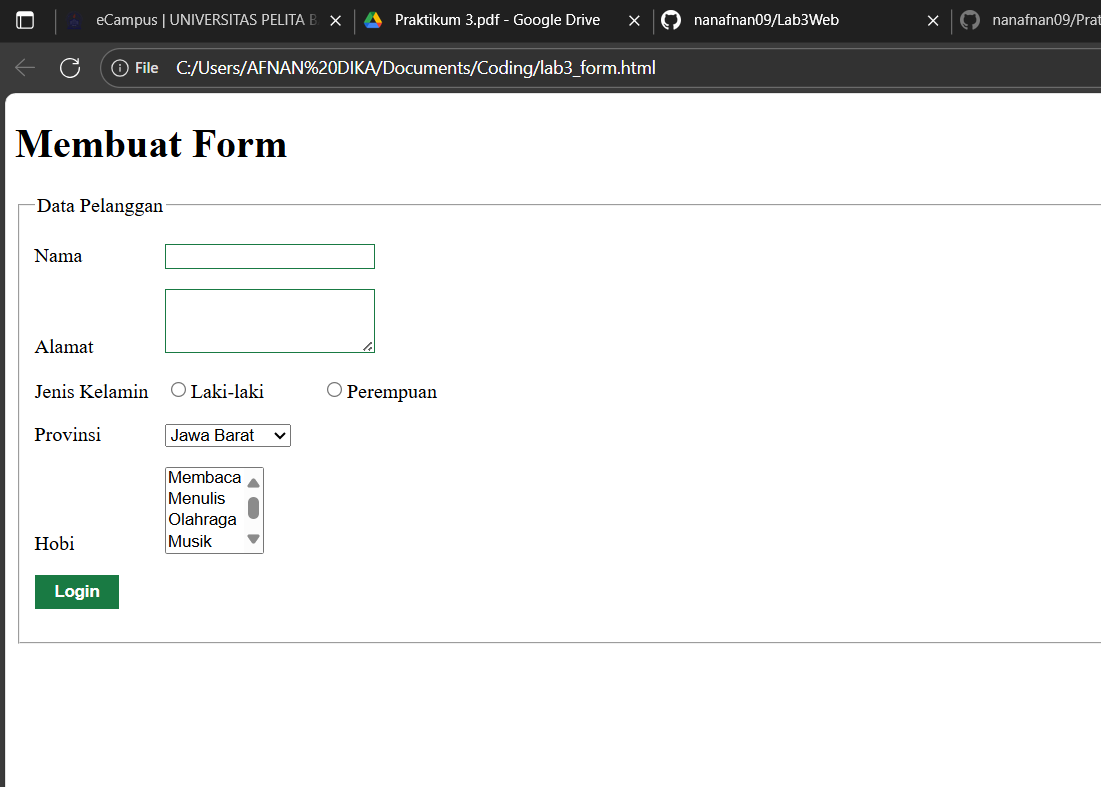 eCampus | UNIVERSITAS PELITA B
Praktikum 3.pdf - Google Drive
nanafnan09/Lab3Web
nanafnan09/Prat
File C:/Users/AFNAN%20DIKA/Documents/Coding/lab3_form.html
Membuat Form
Data Pelanggan
Nama
Alamat
Jenis Kelamin Laki-laki Perempuan
Provinsi Jawa Barat
Membaca
Menulis
Olahraga
Musik
Hobi
Login